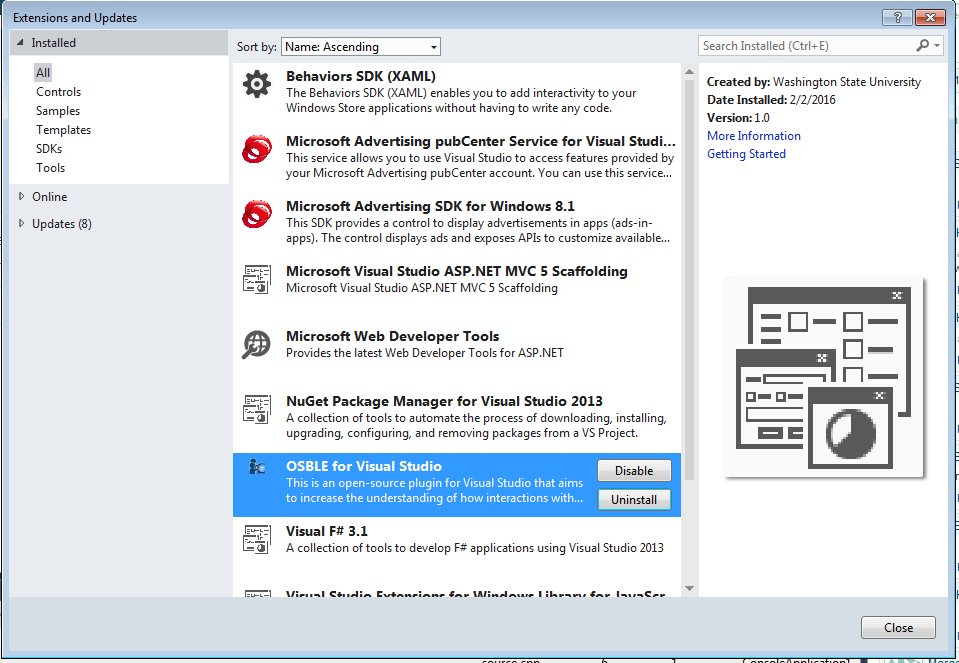 Extensions and Updates
Installed
All
Controls
Samples
Templates
SDKs
Tools
Online
Updates (8)
Sort by: Name: Ascending
Behaviors SDK (XAML)
The Behaviors SDK (XAML) enables you to add interactivity to your
Windows Store applications without having to write any code.
Microsoft Advertising pubCenter Service for Visual Studi...
This service allows you to use Visual Studio to access features provided by
your Microsoft Advertising pubCenter account. You can use this service...
Microsoft Advertising SDK for Windows 8.1
This SDK provides a control to display advertisements in apps (ads-in-
apps). The control displays ads and exposes APIs to customize available...
Microsoft Visual Studio ASP.NET MVC 5 Scaffolding
Microsoft Visual Studio ASP.NET MVC 5 Scaffolding
Microsoft Web Developer Tools
Provides the latest Web Developer Tools for ASP.NET
NuGet Package Manager for Visual Studio 2013
A collection of tools to automate the process of downloading, installing,
upgrading, configuring, and removing packages from a VS Project.
OSBLE for Visual Studio
This is an open-source plugin for Visual Studio that aims
to increase the understanding of how interactions with...
Disable
Uninstall
Visual F# 3.1
A collection of tools to develop F# applications using Visual Studio 2013
Visual Studio Extensions for Windows Library for JavaScr
Search Installed (Ctrl+E)
Created by: Washington State University
Date Installed: 2/2/2016
Version: 1.0
More Information
Getting Started
Close
source.cpp